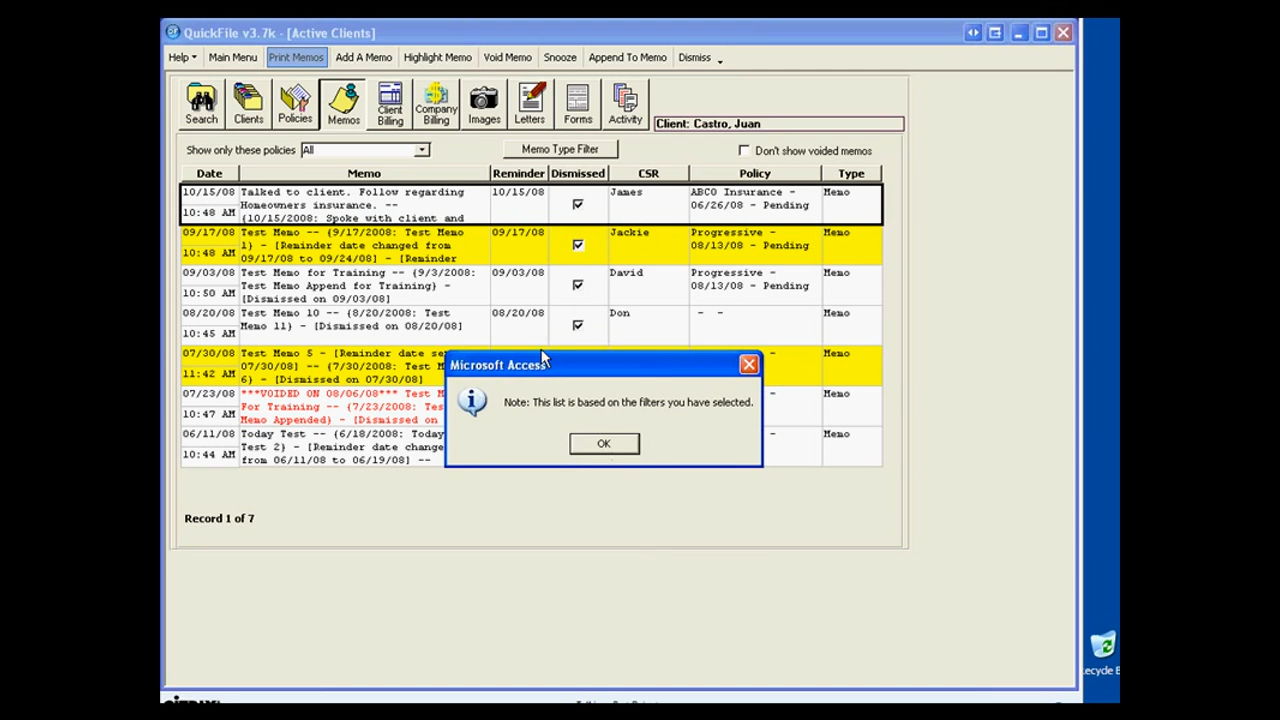 QuickFile v3.7k - [Active Clients]
Help Main Menu Print Memos Add A Memo Highlight Memo Void Memo Snooze Append To Memo Dismiss
Search Clients Policies Memos Client Billing Company Billing Images Letters Forms Activity
Client: Castro, Juan
Show only these policies All Memo Type Filter Don't show voided memos
Date Memo Reminder Dismissed CSR Policy Type
10/15/08 Talked to client. Follow regarding 10/15/08 James ABCO Insurance - Memo
Homeowners insurance. -- 06/26/08 - Pending
10:48 AM {10/15/2008: Spoke with client and
09/17/08 Test Memo -- {9/17/2008: Test Memo 09/17/08 Jackie Progressive - Memo
1} - [Reminder date changed from 08/13/08 - Pending
10:48 AM 09/17/08 to 09/24/08] - [Reminder
09/03/08 Test Memo for Training -- {9/3/2008: 09/03/08 David Progressive - Memo
Test Memo Append for Training} - 08/13/08 - Pending
10:50 AM [Dismissed on 09/03/08]
08/20/08 Test Memo 10 -- {8/20/2008: Test 08/20/08 Don - - Memo
Memo 11} - [Dismissed on 08/20/08]
10:45 AM
07/30/08 Test Memo 5 - [Reminder date se - Memo
07/30/08] - {7/30/2008: Test M
11:42 AM 6} - [Dismissed on 07/30/08]
07/23/08 ***VOIDED ON 08/06/08*** Test M - Memo
For Training -- {7/23/2008: Tes
10:47 AM Memo Appended} - [Dismissed on
06/11/08 Today Test -- {6/18/2008: Today - Memo
Test 2} - [Reminder date change
10:44 AM from 06/11/08 to 06/19/08] --
Microsoft Access
Note: This list is based on the filters you have selected.
OK
Record 1 of 7
ecycle B